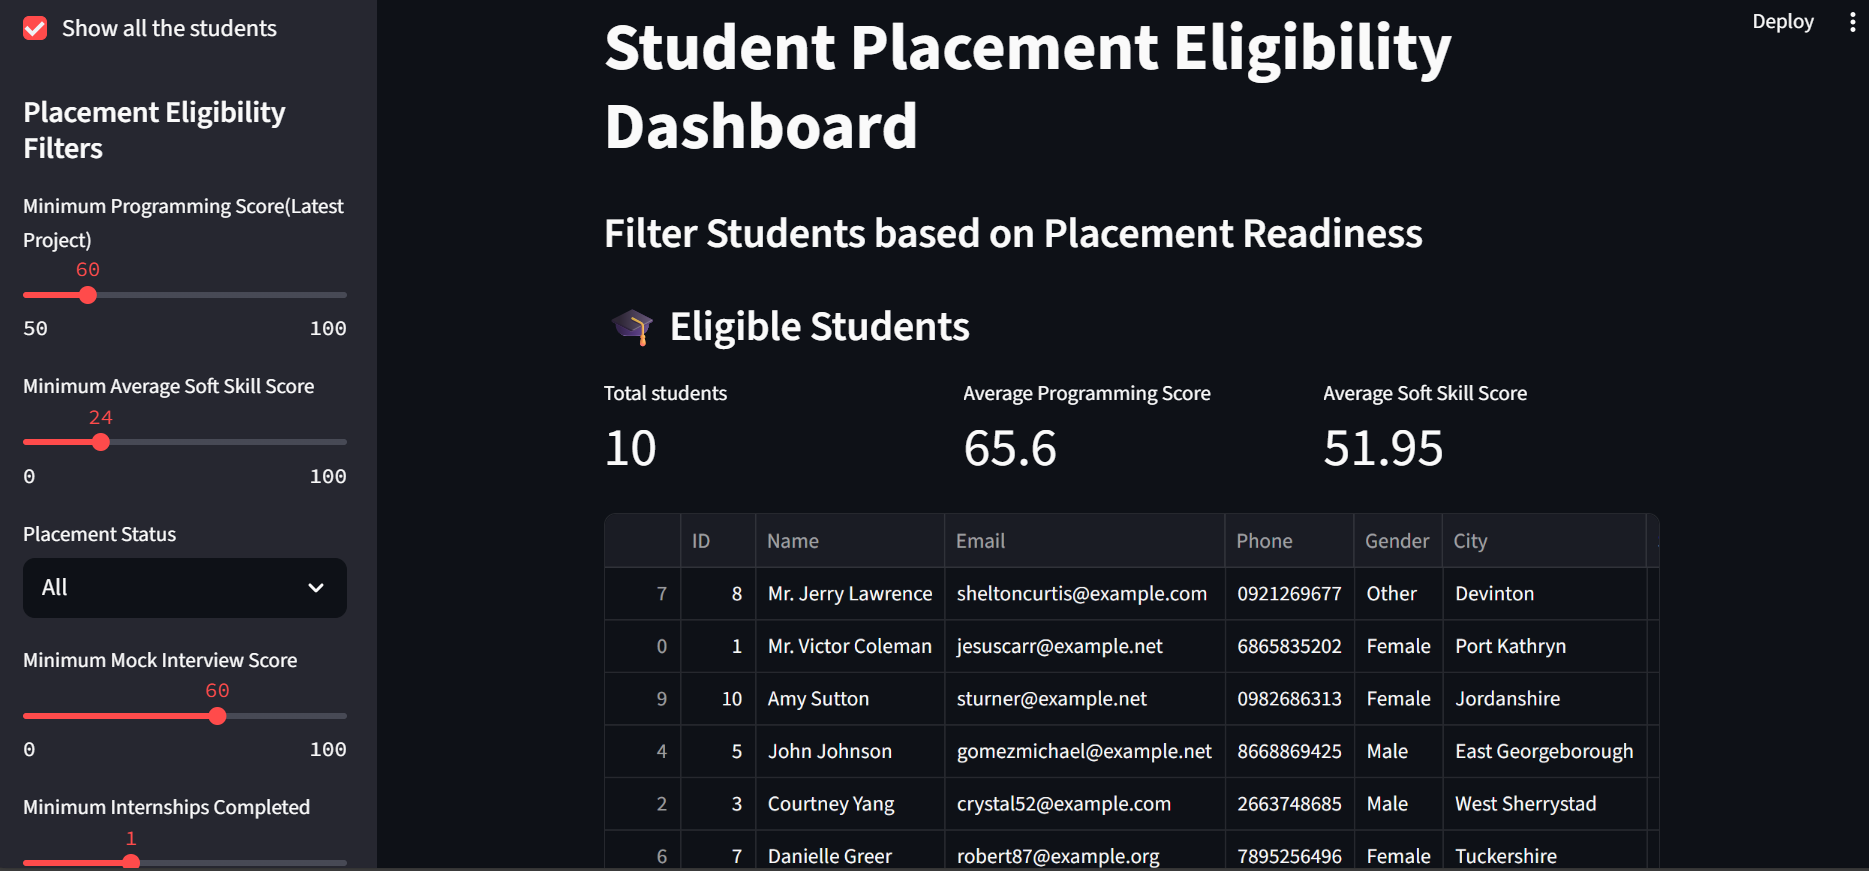 Show all the students
Placement Eligibility
Filters
Minimum Programming Score(Latest
Project)
60
50 100
Minimum Average Soft Skill Score
24
0 100
Placement Status
All
Minimum Mock Interview Score
60
0 100
Minimum Internships Completed
1
Deploy
Student Placement Eligibility
Dashboard
Filter Students based on Placement Readiness
Eligible Students
Total students Average Programming Score Average Soft Skill Score
10 65.6 51.95
ID Name Email Phone Gender City
7 8 Mr. Jerry Lawrence sheltoncurtis@example.com 0921269677 Other Devinton
0 1 Mr. Victor Coleman jesuscarr@example.net 6865835202 Female Port Kathryn
9 10 Amy Sutton sturner@example.net 0982686313 Female Jordanshire
4 5 John Johnson gomezmichael@example.net 8668869425 Male East Georgeborough
2 3 Courtney Yang crystal52@example.com 2663748685 Male West Sherrystad
6 7 Danielle Greer robert87@example.org 7895256496 Female Tuckershire